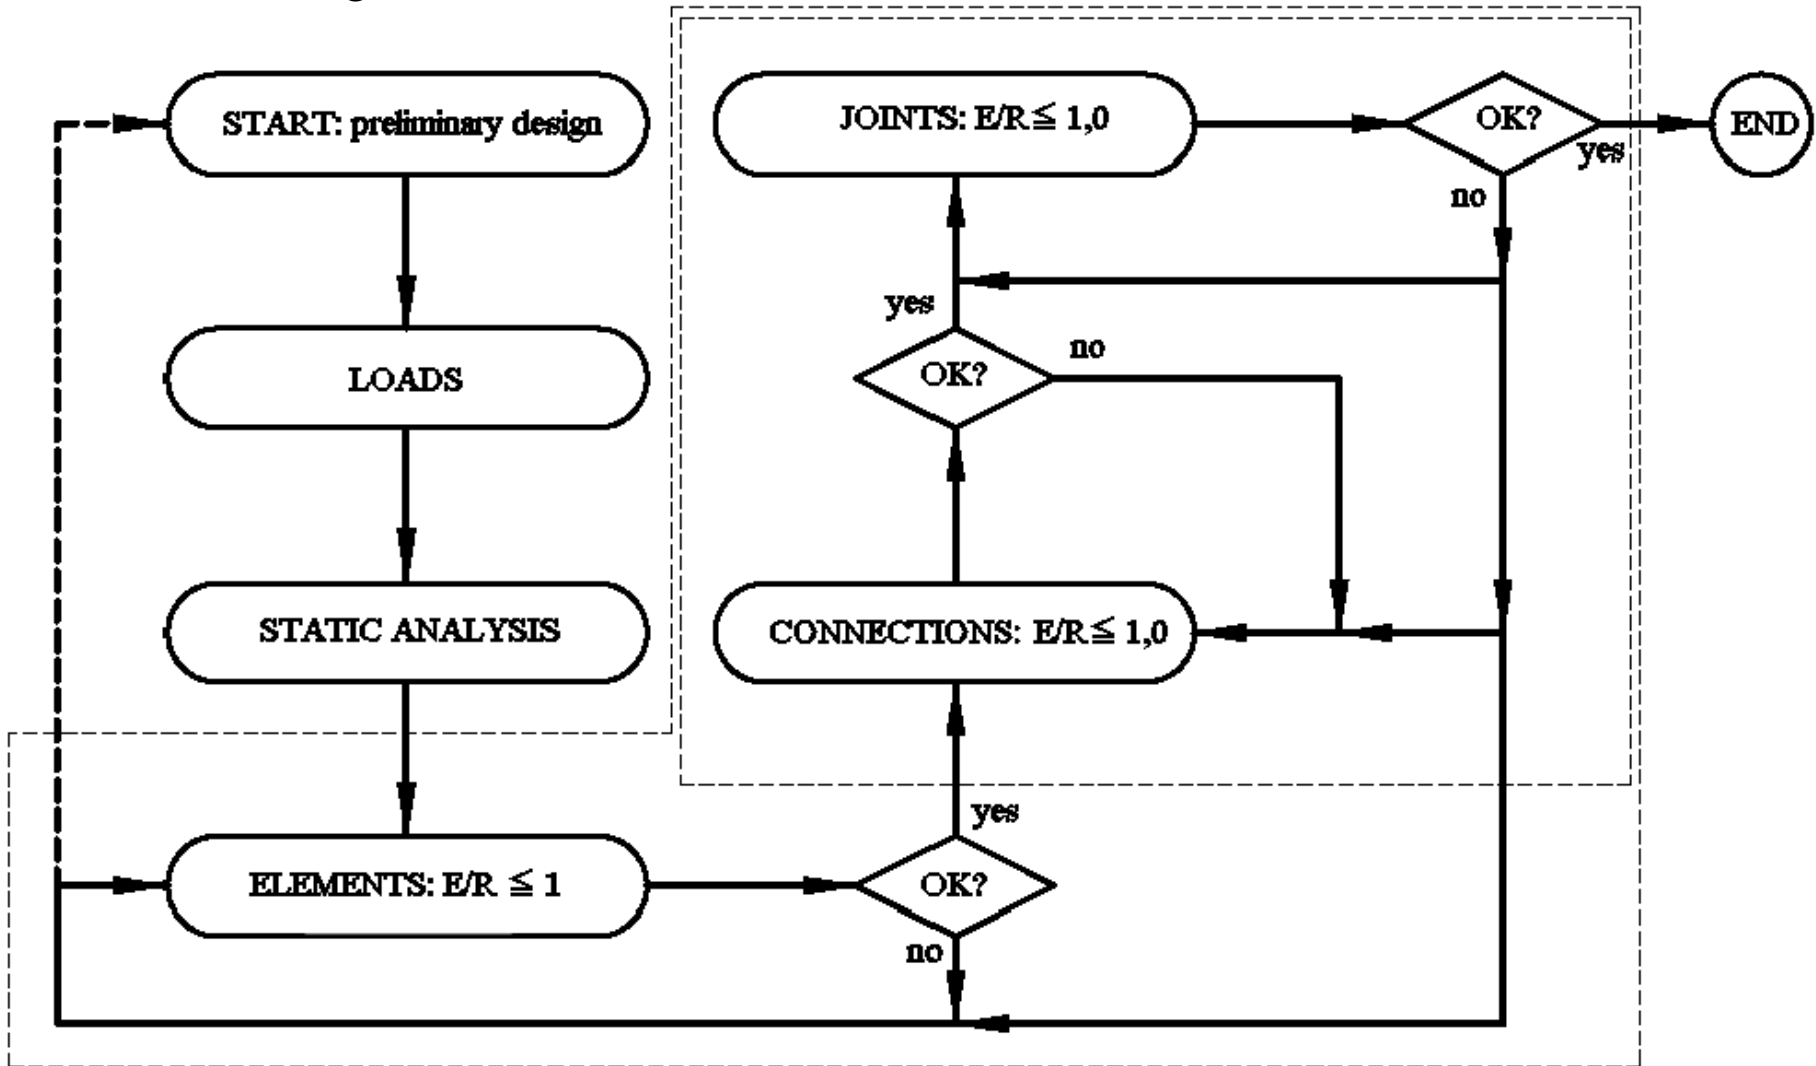 START: preliminary design
LOADS
STATIC ANALYSIS
ELEMENTS: E/R ≦ 1
OK?
yes
no
CONNECTIONS: E/R ≦ 1,0
OK?
yes
no
JOINTS: E/R ≦ 1,0
OK?
yes
no
END